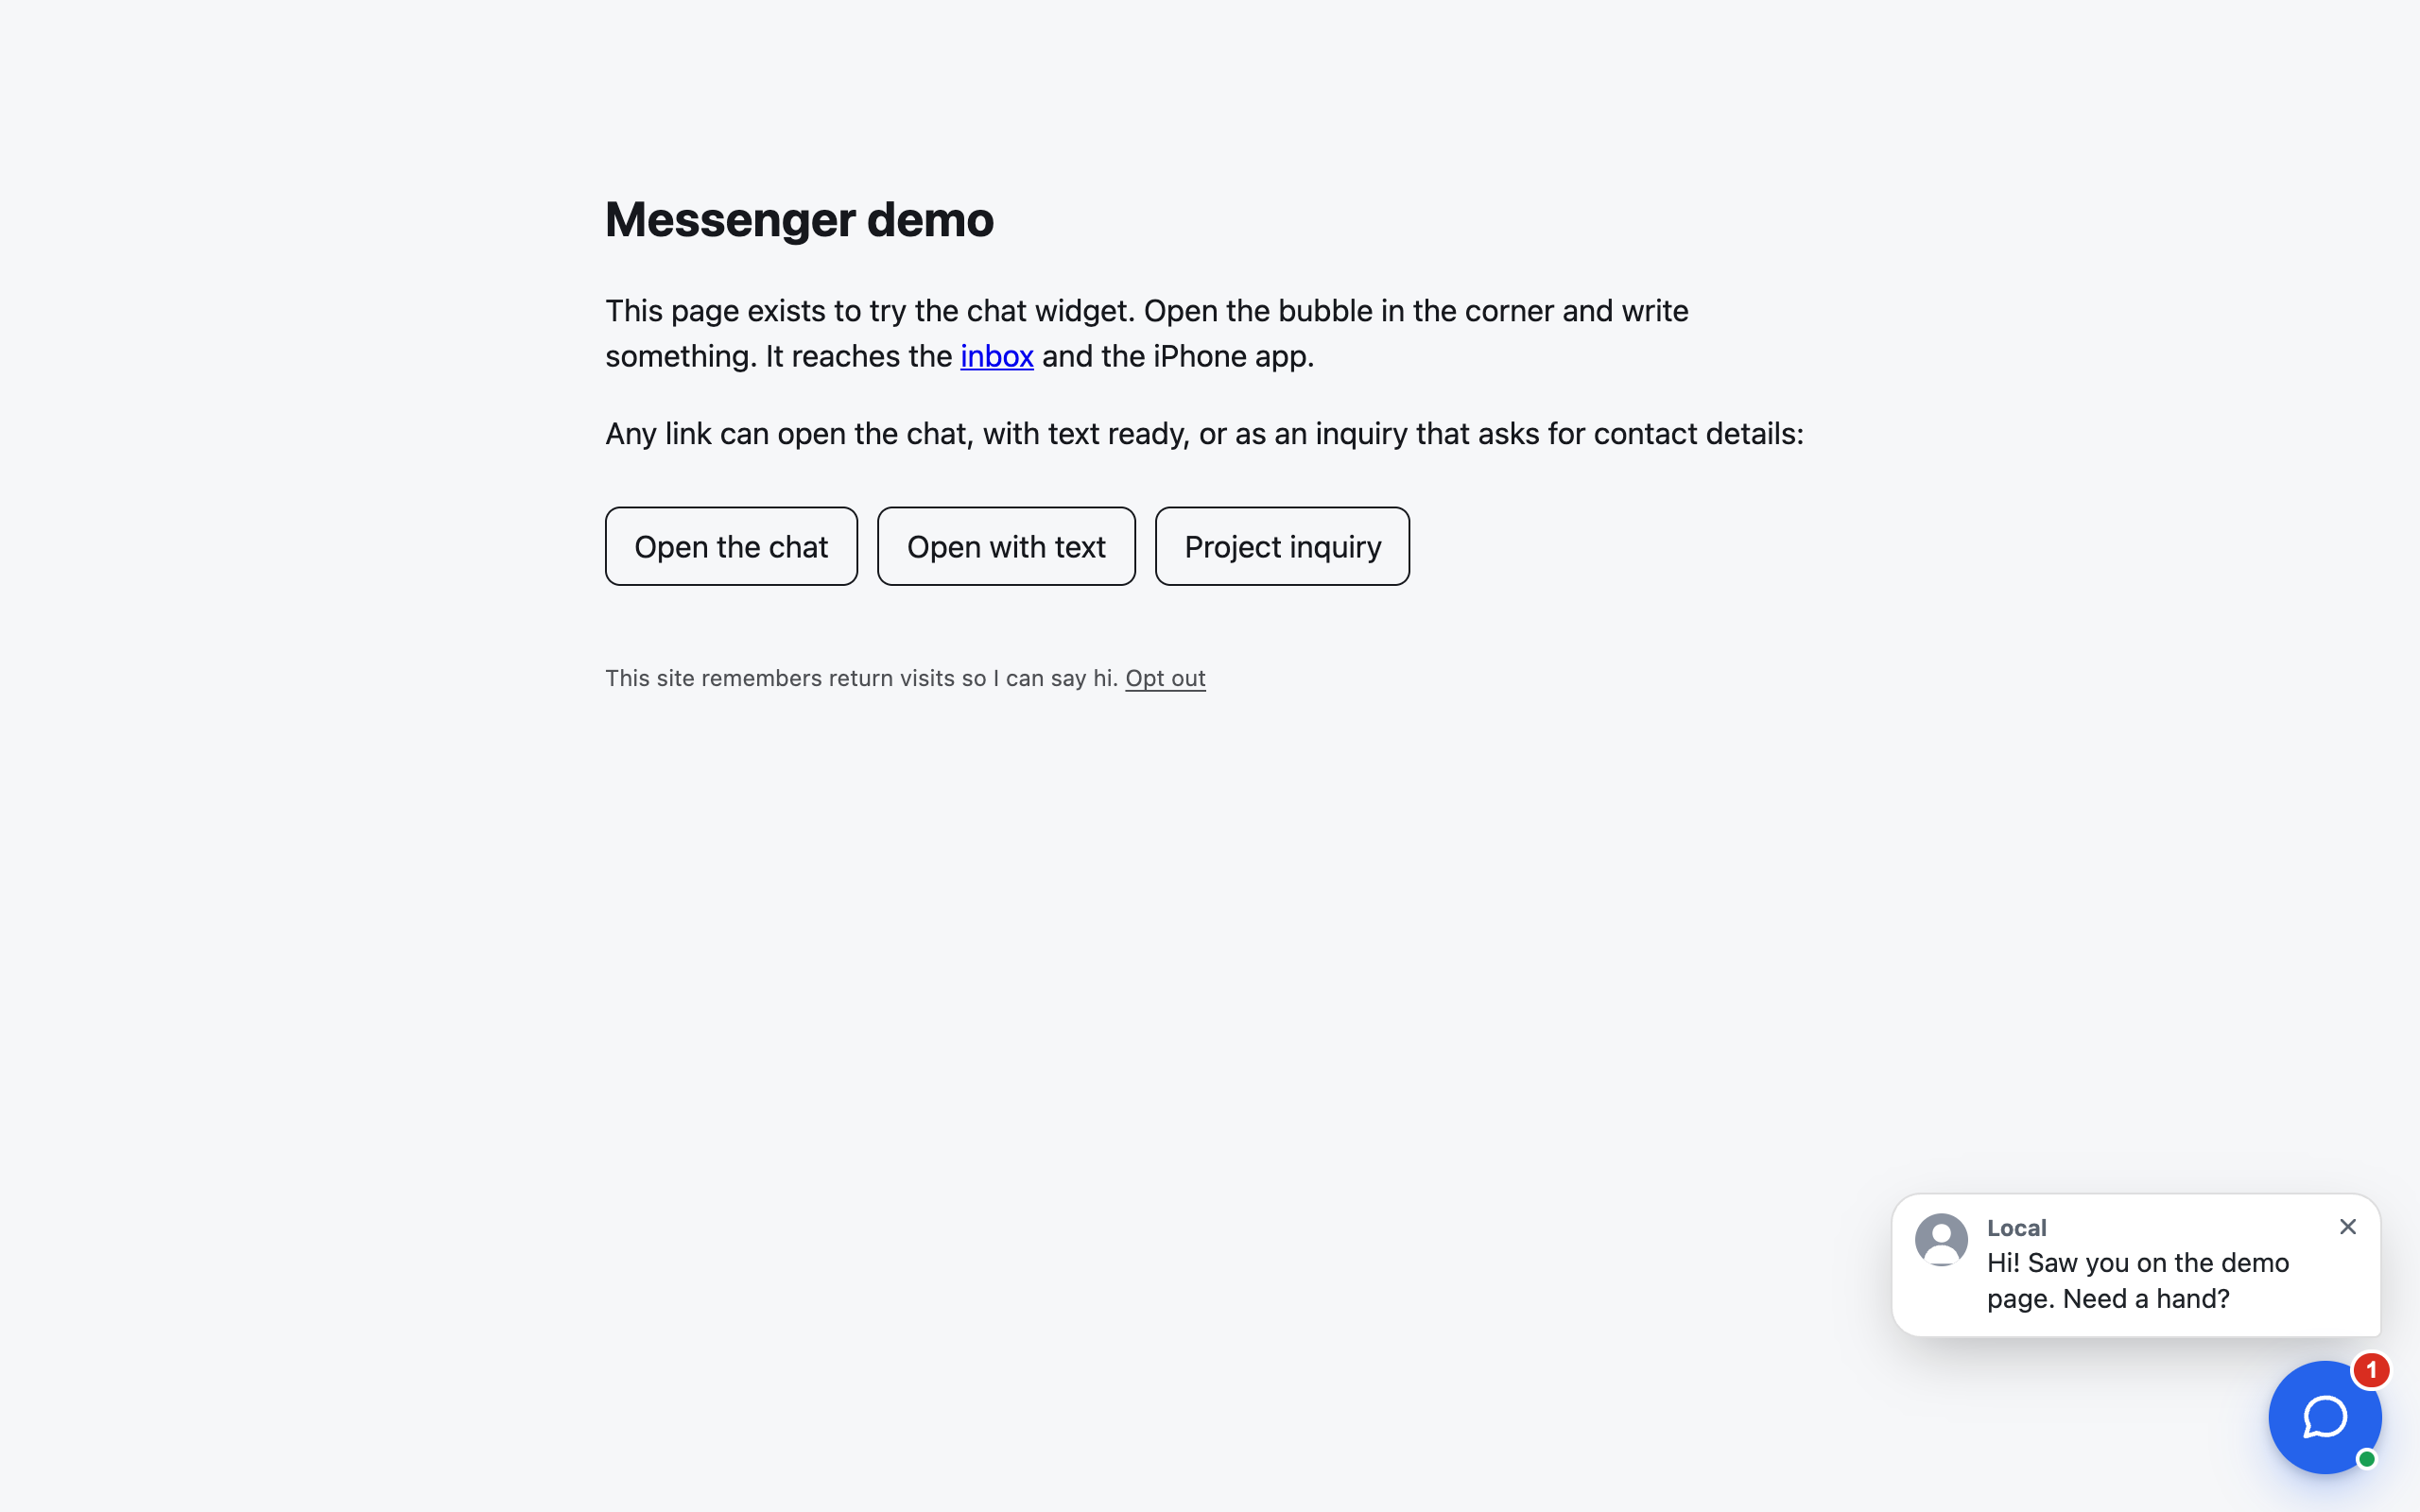 Messenger demo
This page exists to try the chat widget. Open the bubble in the corner and write
something. It reaches the inbox and the iPhone app.
Any link can open the chat, with text ready, or as an inquiry that asks for contact details:
Open the chat
Open with text
Project inquiry
This site remembers return visits so I can say hi. Opt out
Local
Hi! Saw you on the demo
page. Need a hand?
1